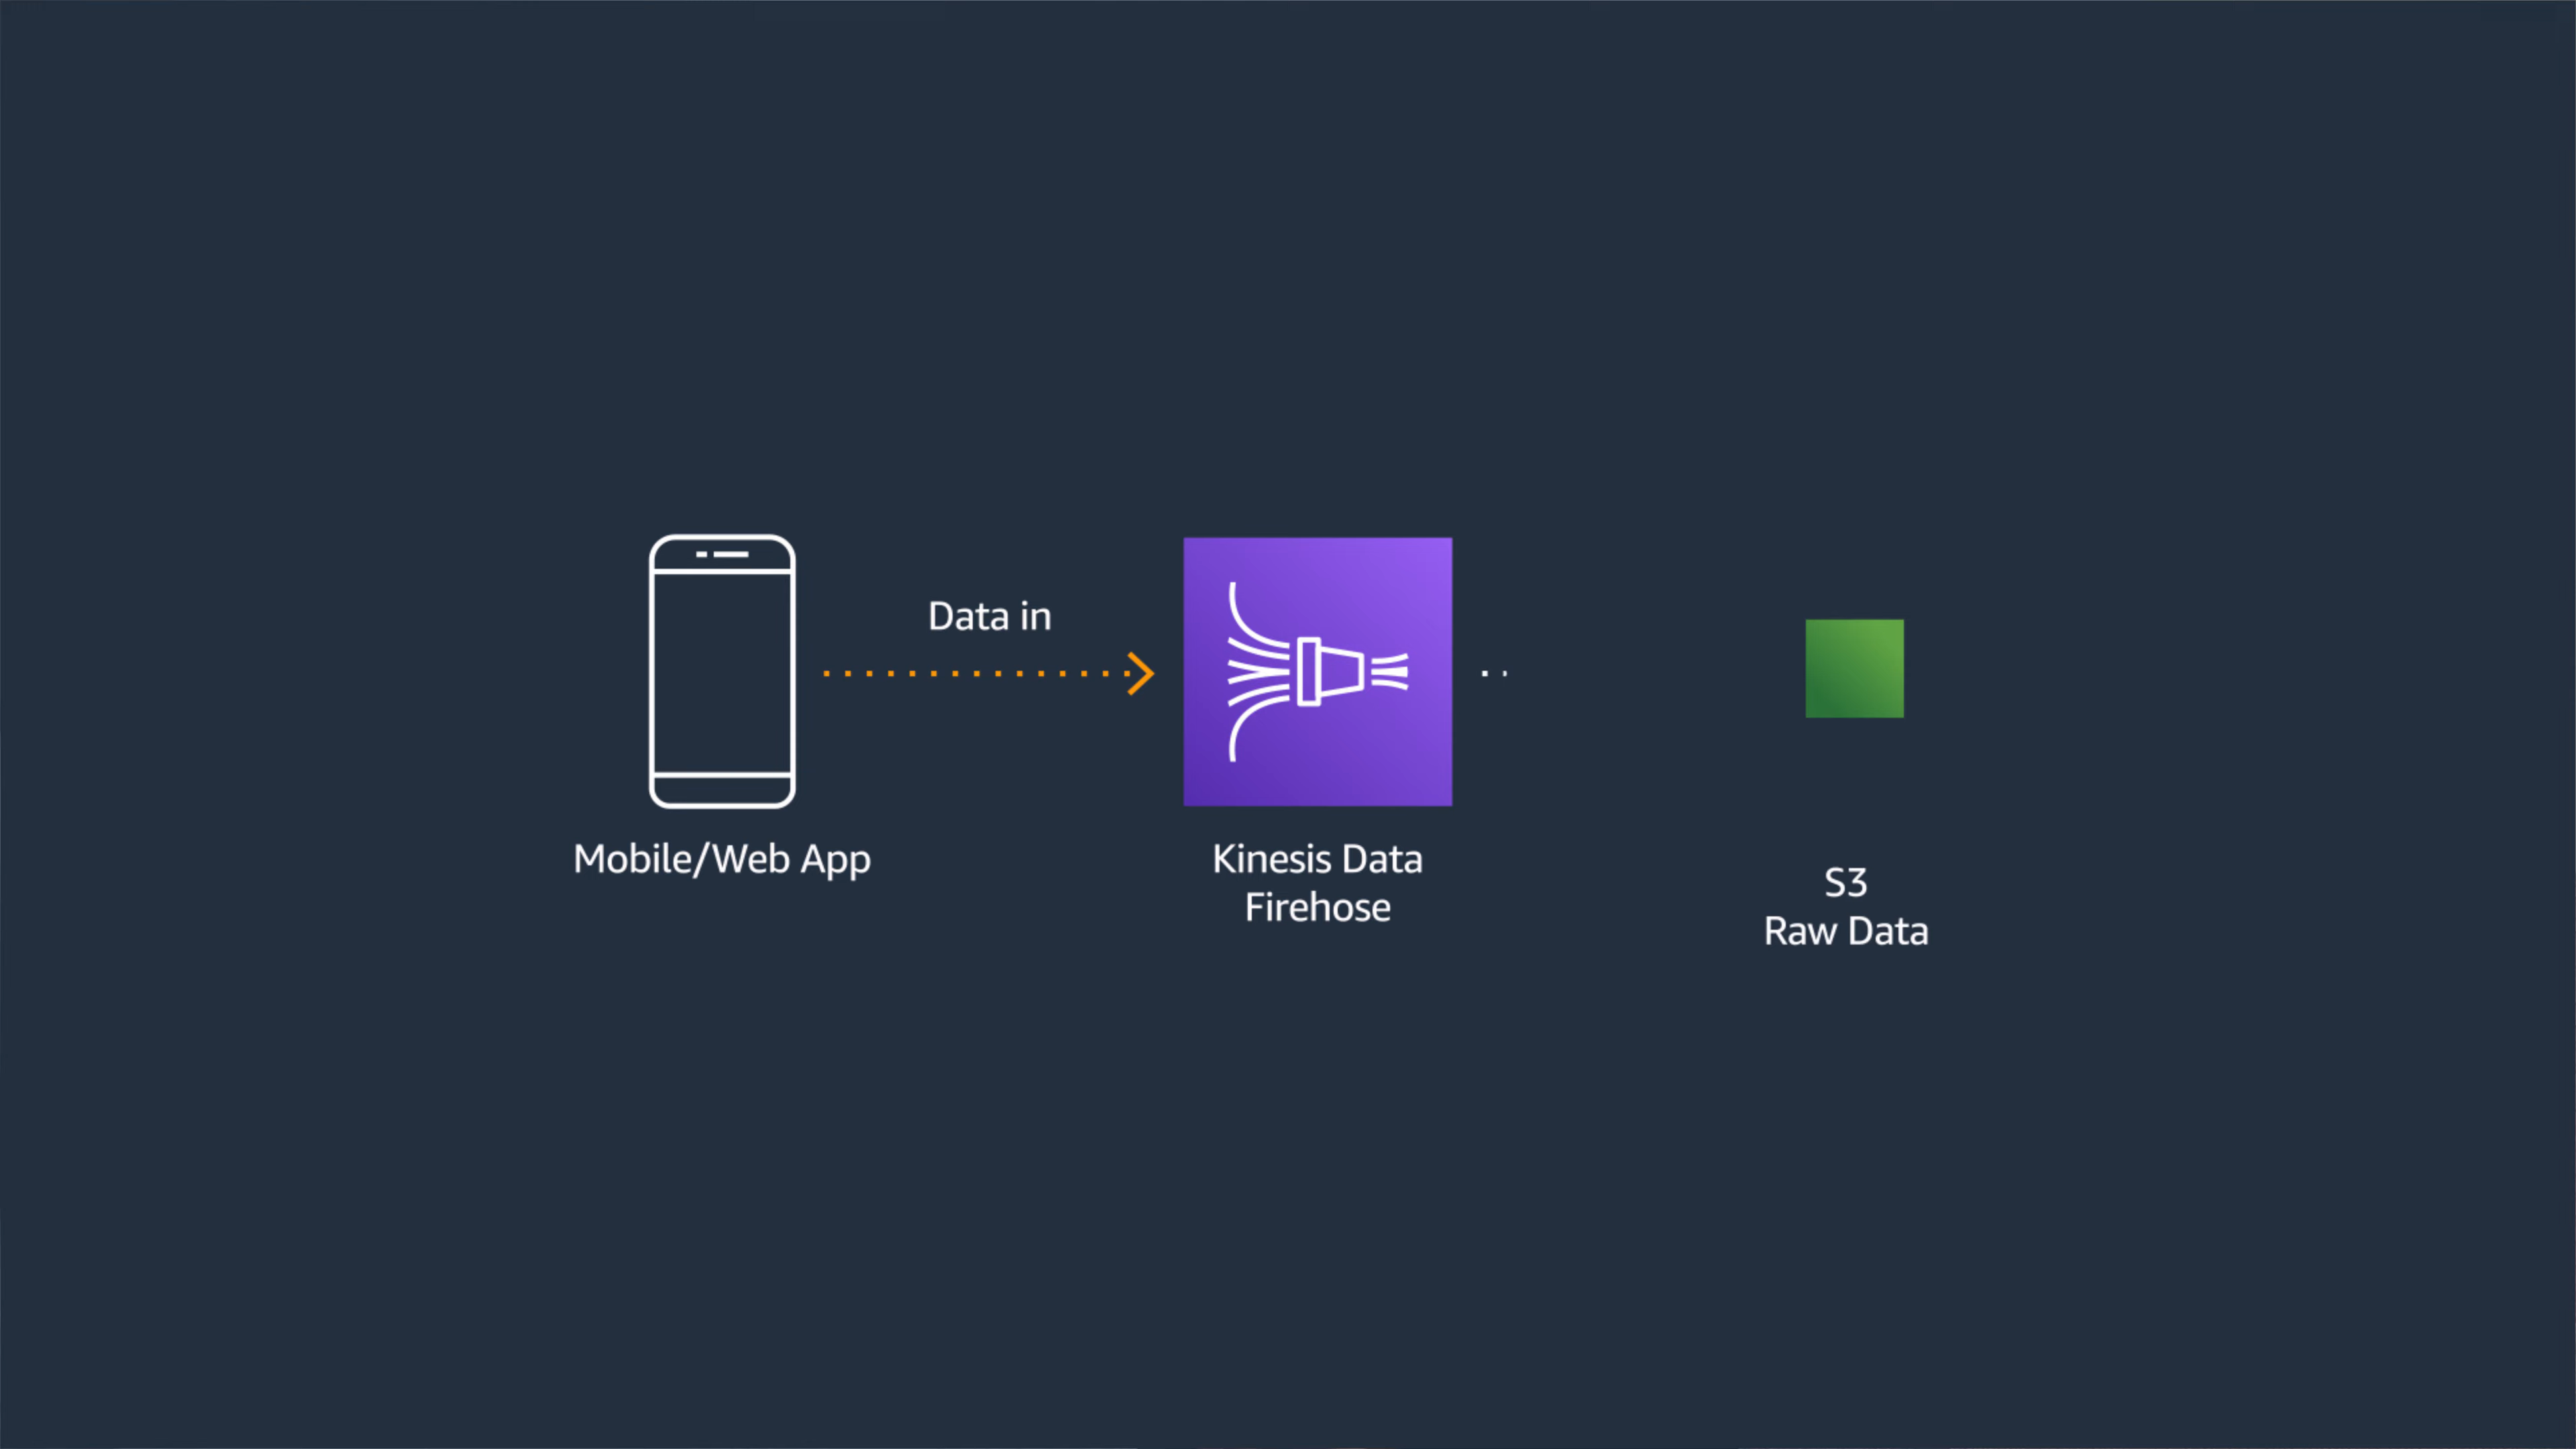 Data in
Mobile/Web App
Kinesis Data
Firehose
S3
Raw Data